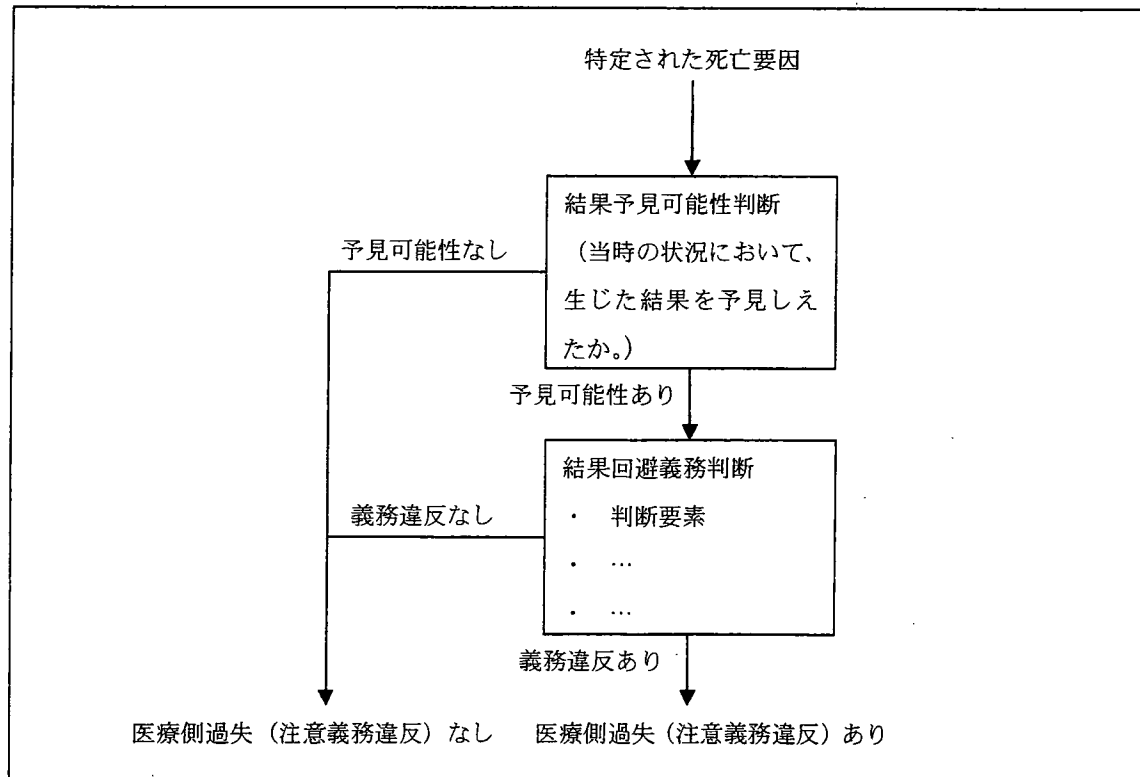 特定された死亡要因
結果予見可能性判断
（当時の状況において、
生じた結果を予見しえ
たか。）
予見可能性なし
予見可能性あり
結果回避義務判断
・ 判断要素
・ …
・ …
義務違反なし
義務違反あり
医療側過失（注意義務違反）なし
医療側過失（注意義務違反）あり